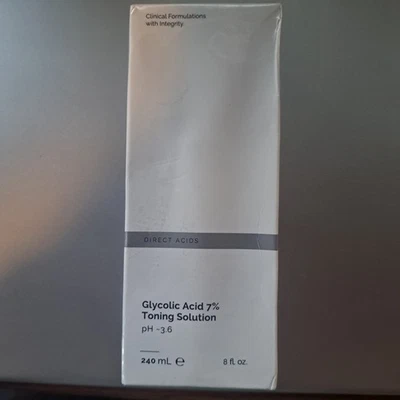 Clinical Formulations
with Integrity.
DIRECT ACIDS
Glycolic Acid 7%
Toning Solution
pH ~3.6
240 mL ℮ 8 fl. oz.